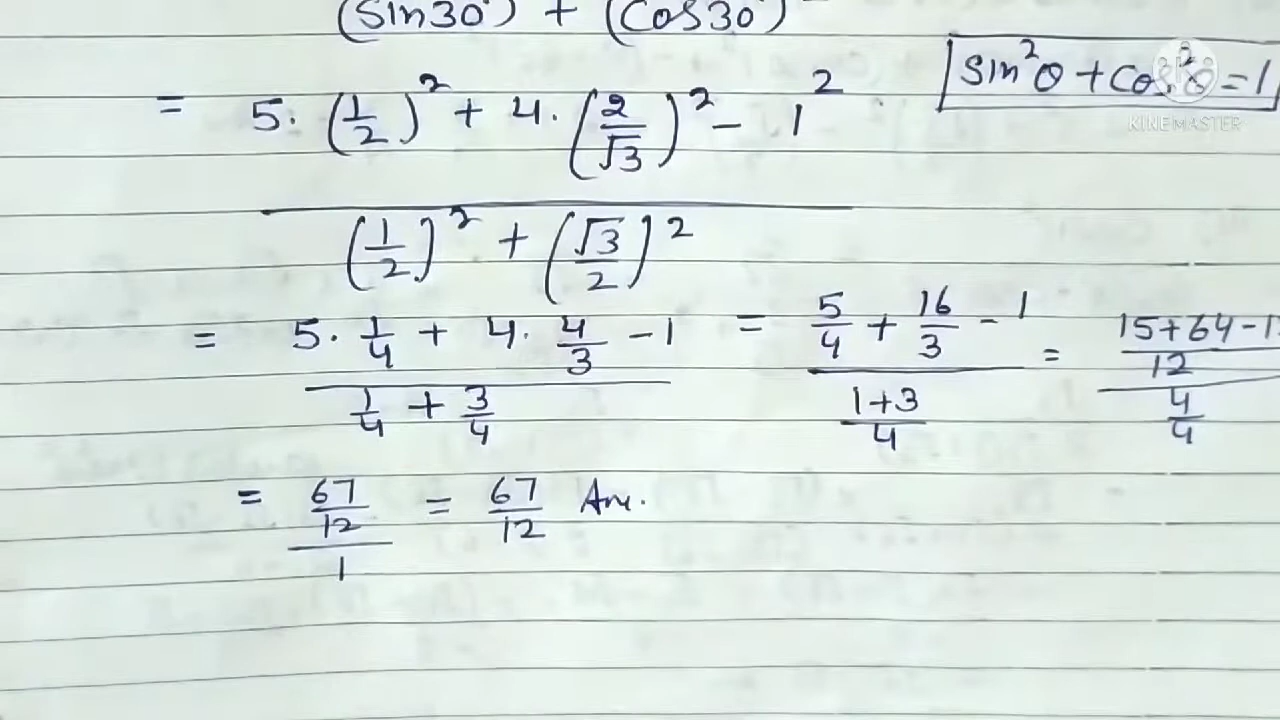 (Sin30°) + (Cos30°)
sin²θ + cos²θ = 1
KINEMASTER
= 5.(1/2)² + 4.(2/√3)² - 1²
(1/2)² + (√3/2)²
= 5.1/4 + 4.4/3 - 1 = 5/4 + 16/3 - 1 = 15+64-1
12
1/4 + 3/4 1+3/4 4/4
= 67/12 = 67/12 Ans.
1